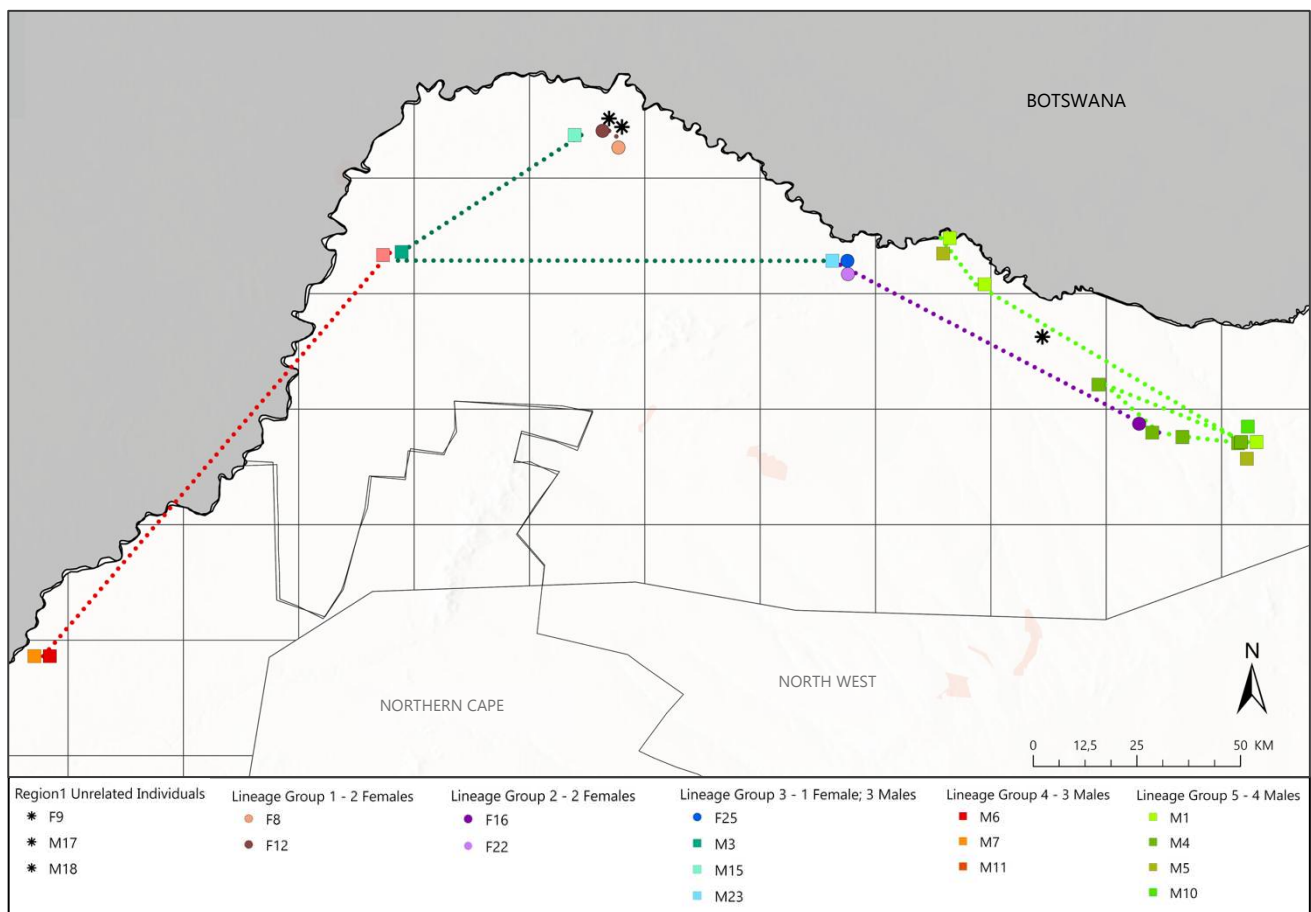 BOTSWANA
NORTHERN CAPE
NORTH WEST
N
0 12,5 25 50 KM
Region1 Unrelated Individuals
F9
M17
M18
Lineage Group 1 - 2 Females
F8
F12
Lineage Group 2 - 2 Females
F16
F22
Lineage Group 3 - 1 Female; 3 Males
F25
M3
M15
M23
Lineage Group 4 - 3 Males
M6
M7
M11
Lineage Group 5 - 4 Males
M1
M4
M5
M10